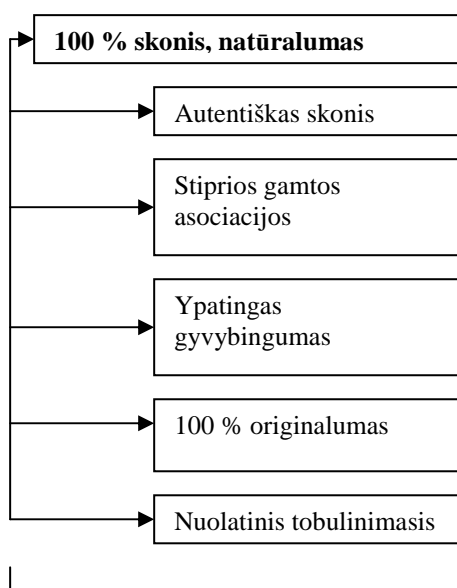 100 % skonis, natūralumas
Autentiškas skonis
Stiprios gamtos
asociacijos
Ypatingas
gyvybingumas
100 % originalumas
Nuolatinis tobulinimasis